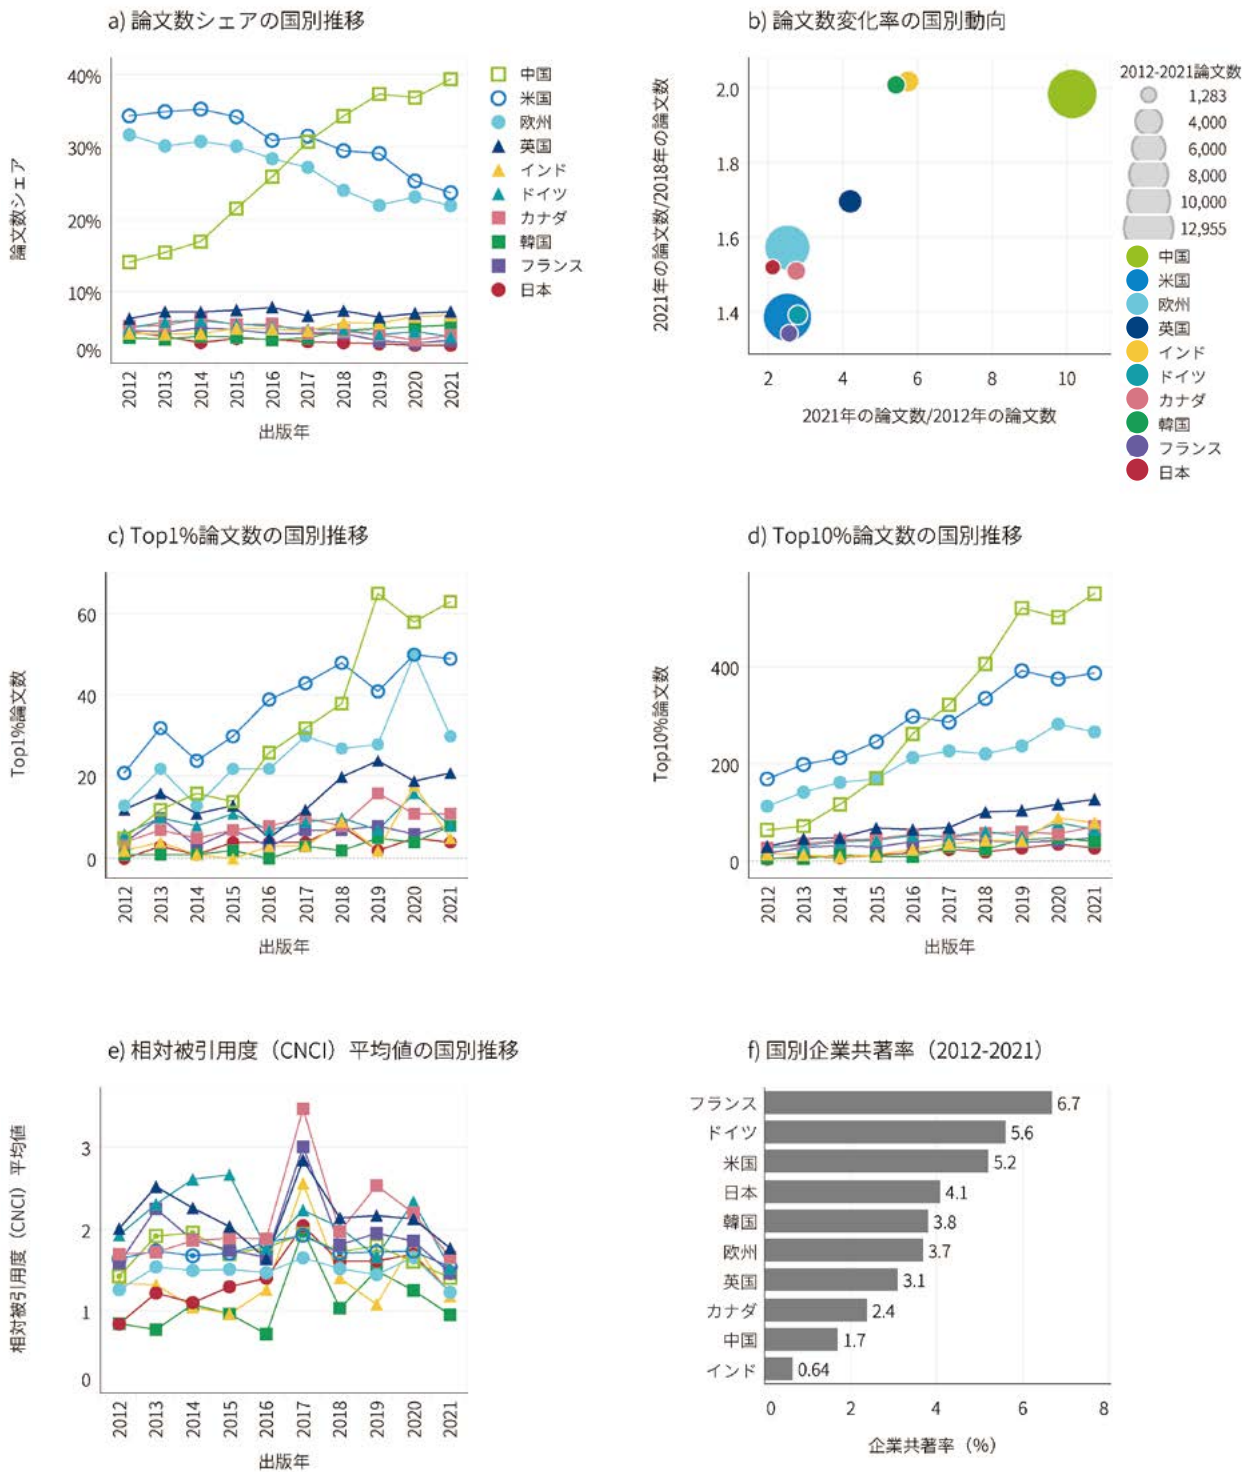 a) 論文数シェアの国別推移
論文数シェア
40%
30%
20%
10%
0%
2012
2013
2014
2015
2016
2017
2018
2019
2020
2021
出版年
中国
米国
欧州
英国
インド
ドイツ
カナダ
韓国
フランス
日本
b) 論文数変化率の国別動向
2021年の論文数/2018年の論文数
2.0
1.8
1.6
1.4
2
4
6
8
10
2021年の論文数/2012年の論文数
2012-2021論文数
1,283
4,000
6,000
8,000
10,000
12,955
中国
米国
欧州
英国
インド
ドイツ
カナダ
韓国
フランス
日本
c) Top1%論文数の国別推移
Top1%論文数
60
40
20
0
2012
2013
2014
2015
2016
2017
2018
2019
2020
2021
出版年
d) Top10%論文数の国別推移
Top10%論文数
400
200
0
2012
2013
2014
2015
2016
2017
2018
2019
2020
2021
出版年
e) 相対被引用度（CNCI）平均値の国別推移
相対被引用度（CNCI）平均値
3
2
1
0
2012
2013
2014
2015
2016
2017
2018
2019
2020
2021
出版年
f) 国別企業共著率（2012-2021）
フランス 6.7
ドイツ 5.6
米国 5.2
日本 4.1
韓国 3.8
欧州 3.7
英国 3.1
カナダ 2.4
中国 1.7
インド 0.64
0 2 4 6 8
企業共著率（%）